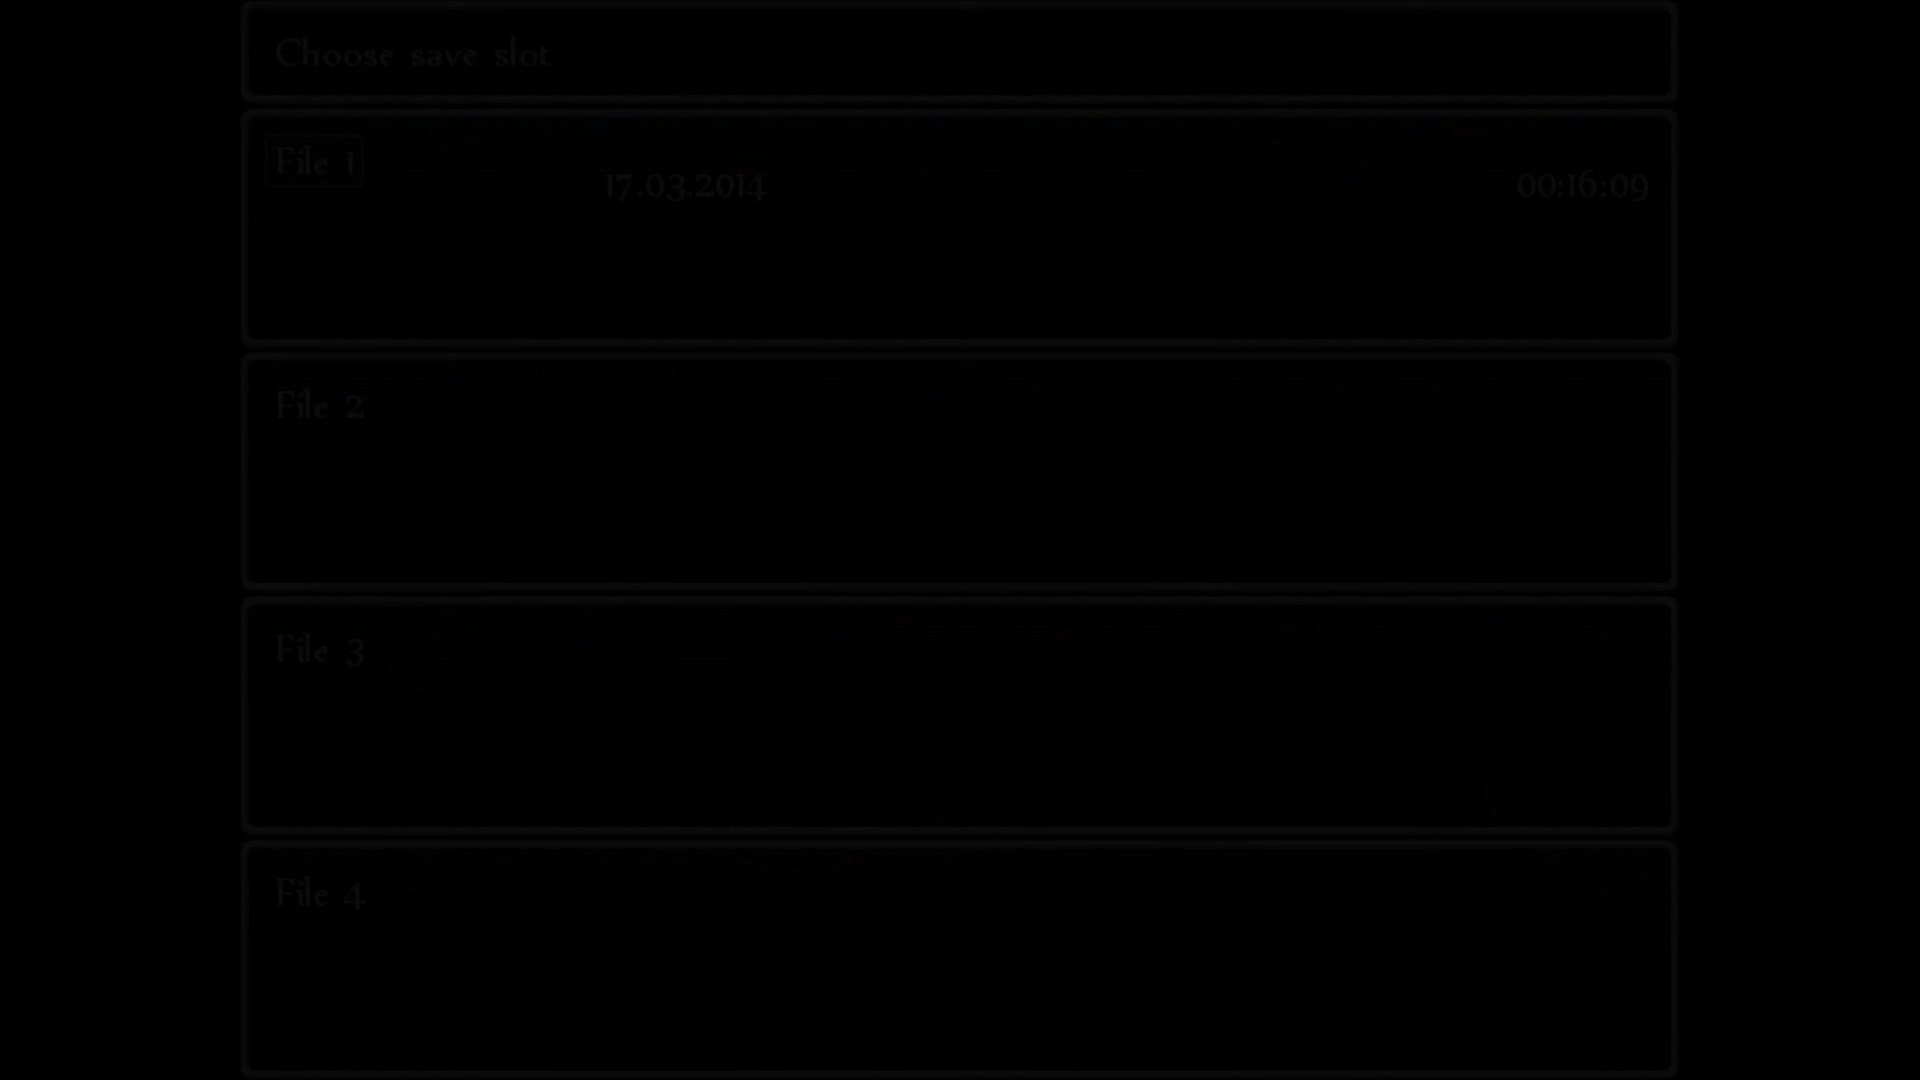 Choose save slot
File 1
17.03.2014 00:16:09
File 2
File 3
File 4